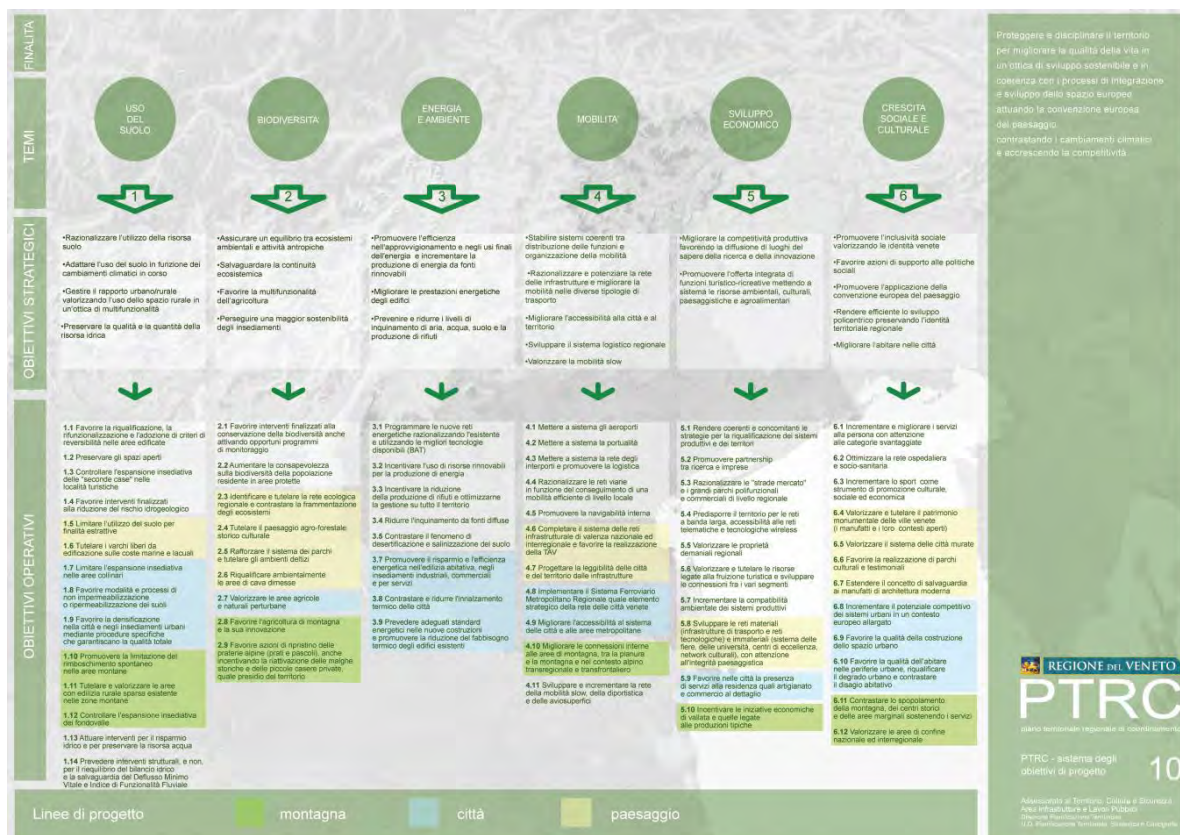 FINALITÀ
Proteggere e disciplinare il territorio
per migliorare la qualità della vita in
un'ottica di sviluppo sostenibile e in
coerenza con i processi di integrazione
e sviluppo dello spazio europeo
attuando la convenzione europea
del paesaggio,
contrastando i cambiamenti climatici
e accrescendo la competitività
TEMI
USO
DEL
SUOLO
BIODIVERSITA'
ENERGIA
E AMBIENTE
MOBILITA'
SVILUPPO
ECONOMICO
CRESCITA
SOCIALE E
CULTURALE
1
2
3
4
5
6
OBIETTIVI STRATEGICI
•Razionalizzare l'utilizzo della risorsa
suolo
•Adattare l'uso del suolo in funzione dei
cambiamenti climatici in corso
•Gestire il rapporto urbano/rurale
valorizzando l'uso dello spazio rurale in
un'ottica di multifunzionalità
•Preservare la qualità e la quantità della
risorsa idrica
•Assicurare un equilibrio tra ecosistemi
ambientali e attività antropiche
•Salvaguardare la continuità
ecosistemica
•Favorire la multifunzionalità
dell'agricoltura
•Perseguire una maggior sostenibilità
degli insediamenti
•Promuovere l'efficienza
nell'approvvigionamento e negli usi finali
dell'energia e incrementare la
produzione di energia da fonti
rinnovabili
•Migliorare le prestazioni energetiche
degli edifici
•Prevenire e ridurre i livelli di
inquinamento di aria, acqua, suolo e la
produzione di rifiuti
•Stabilire sistemi coerenti tra
distribuzione delle funzioni e
organizzazione della mobilità
•Razionalizzare e potenziare la rete
delle infrastrutture e migliorare la
mobilità nelle diverse tipologie di
trasporto
•Migliorare l'accessibilità alla città e al
territorio
•Sviluppare il sistema logistico regionale
•Valorizzare la mobilità slow
•Migliorare la competitività produttiva
favorendo la diffusione di luoghi del
sapere della ricerca e della innovazione
•Promuovere l'offerta integrata di
funzioni turistico-ricreative mettendo a
sistema le risorse ambientali, culturali,
paesaggistiche e agroalimentari
•Promuovere l'inclusività sociale
valorizzando le identità venete
•Favorire azioni di supporto alle politiche
sociali
•Promuovere l'applicazione della
convenzione europea del paesaggio
•Rendere efficiente lo sviluppo
policentrico preservando l'identità
territoriale regionale
•Migliorare l'abitare nelle città
OBIETTIVI OPERATIVI
1.1 Favorire la riqualificazione, la
rifunzionalizzazione e l'adozione di criteri di
reversibilità nelle aree edificate
1.2 Preservare gli spazi aperti
1.3 Controllare l'espansione insediativa
delle "seconde case" nelle
località turistiche
1.4 Favorire interventi finalizzati
alla riduzione del rischio idrogeologico
1.5 Limitare l'utilizzo del suolo per
finalità estrattive
1.6 Tutelare i varchi liberi da
edificazione sulle coste marine e lacuali
1.7 Limitare l'espansione insediativa
nelle aree collinari
1.8 Favorire modalità e processi di
non impermeabilizzazione
o ripermeabilizzazione dei suoli
1.9 Favorire la densificazione
nella città e negli insediamenti urbani
mediante procedure specifiche
che garantiscano la qualità totale
1.10 Promuovere la limitazione del
rimboschimento spontaneo
nelle aree montane
1.11 Tutelare e valorizzare le aree
con edilizia rurale sparsa esistente
nelle zone montane
1.12 Controllare l'espansione insediativa
dei fondovalle
1.13 Attuare interventi per il risparmio
idrico e per preservare la risorsa acqua
1.14 Prevedere interventi strutturali, e non,
per il riequilibrio del bilancio idrico
e la salvaguardia del Deflusso Minimo
Vitale e Indice di Funzionalità Fluviale
2.1 Favorire interventi finalizzati alla
conservazione della biodiversità anche
attivando opportuni programmi
di monitoraggio
2.2 Aumentare la consapevolezza
sulla biodiversità della popolazione
residente in aree protette
2.3 Identificare e tutelare la rete ecologica
regionale e contrastare la frammentazione
degli ecosistemi
2.4 Tutelare il paesaggio agro-forestale
storico culturale
2.5 Rafforzare il sistema dei parchi
e tutelare gli ambienti deltizi
2.6 Riqualificare ambientalmente
le aree di cava dimesse
2.7 Valorizzare le aree agricole
e naturali periurbane
2.8 Favorire l'agricoltura di montagna
e la sua innovazione
2.9 Favorire azioni di ripristino delle
praterie alpine (prati e pascoli), anche
incentivando la riattivazione delle malghe
storiche e delle piccole caserme private,
quale presidio del territorio
3.1 Programmare le nuove reti
energetiche razionalizzando l'esistente
e utilizzando le migliori tecnologie
disponibili (BAT)
3.2 Incentivare l'uso di risorse rinnovabili
per la produzione di energia
3.3 Incentivare la riduzione
della produzione di rifiuti e ottimizzarne
la gestione su tutto il territorio
3.4 Ridurre l'inquinamento da fonti diffuse
3.5 Contrastare il fenomeno di
desertificazione e salinizzazione del suolo
3.7 Promuovere il risparmio e l'efficienza
energetica nell'edilizia abitativa, negli
insediamenti industriali, commerciali
e per servizi
3.8 Contrastare e ridurre l'innalzamento
termico delle città
3.9 Prevedere adeguati standard
energetici nelle nuove costruzioni
e promuovere la riduzione del fabbisogno
termico degli edifici esistenti
4.1 Mettere a sistema gli aeroporti
4.2 Mettere a sistema la portualità
4.3 Mettere a sistema la rete degli
interporti e promuovere la logistica
4.4 Razionalizzare le reti viarie
in funzione del conseguimento di una
mobilità efficiente di livello locale
4.5 Promuovere la navigabilità interna
4.6 Completare il sistema delle reti
infrastrutturale di valenza nazionale ed
interregionale e favorire la realizzazione
della TAV
4.7 Progettare la leggibilità delle città
e del territorio dalle infrastrutture
4.8 Implementare il Sistema Ferroviario
Metropolitano Regionale quale elemento
strategico della rete delle città venete
4.9 Migliorare l'accessibilità al sistema
delle città e alle aree metropolitane
4.10 Migliorare le connessioni interne
alle aree di montagna, tra la pianura
e la montagna e nel contesto alpino
transregionale e transfrontaliero
4.11 Sviluppare e incrementare la rete
della mobilità slow, della diportistica
e delle aviosuperfici
5.1 Rendere coerenti e concomitanti le
strategie per la riqualificazione dei sistemi
produttivi e dei territori
5.2 Promuovere partnership
tra ricerca e imprese
5.3 Razionalizzare le "strade mercato"
e i grandi parchi polifunzionali
e commerciali di livello regionale
5.4 Predisporre il territorio per le reti
a banda larga, accessibilità alle reti
telematiche e tecnologiche wireless
5.5 Valorizzare le proprietà
demaniali regionali
5.6 Valorizzare e tutelare le risorse
legate alla fruizione turistica e sviluppare
le connessioni fra i vari segmenti
5.7 Incrementare la compatibilità
ambientale dei sistemi produttivi
5.8 Sviluppare le reti materiali
(infrastrutture di trasporto e reti
tecnologiche) e immateriali (sistema delle
fiere, delle università, centri di eccellenza,
network culturali), con attenzione
all'integrità paesaggistica
5.9 Favorire nelle città la presenza
di servizi alla residenza quali artigianato
e commercio al dettaglio
5.10 Incentivare le iniziative economiche
di vallata e quelle legate
alle produzioni tipiche
6.1 Incrementare e migliorare i servizi
alla persona con attenzione
alle categorie svantaggiate
6.2 Ottimizzare la rete ospedaliera
e socio-sanitaria
6.3 Incrementare lo sport come
strumento di promozione culturale,
sociale ed economica
6.4 Valorizzare e tutelare il patrimonio
monumentale delle ville venete
(i manufatti e i loro contesti aperti)
6.5 Valorizzare il sistema delle città murate
6.6 Favorire la realizzazione di parchi
culturali e testimoniali
6.7 Estendere il concetto di salvaguardia
ai manufatti di architettura moderna
6.8 Incrementare il potenziale competitivo
dei sistemi urbani in un contesto
europeo allargato
6.9 Favorire la qualità della costruzione
dello spazio urbano
6.10 Favorire la qualità dell'abitare
nelle periferie urbane, riqualificare
il degrado urbano e contrastare
il disagio abitativo
6.11 Contrastare lo spopolamento
della montagna, dei centri storici
e delle aree marginali sostenendo i servizi
6.12 Valorizzare le aree di confine
nazionale ed interregionale
REGIONE DEL VENETO
PTRC
piano territoriale regionale di coordinamento
PTRC - sistema degli
obiettivi di progetto
10
Assessorato al Territorio, Cultura e Sicurezza
Area Infrastrutture e Lavori Pubblici
Direzione Pianificazione Territoriale
Linee di progetto
montagna
città
paesaggio